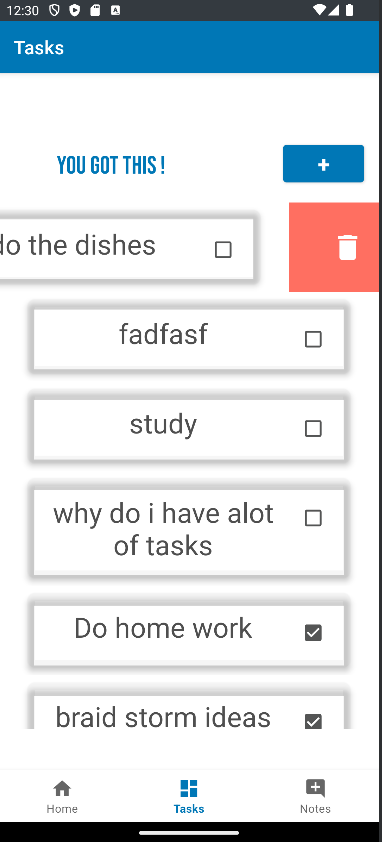 12:30
Tasks
YOU GOT THIS !
+
do the dishes
fadfasf
study
why do i have alot
of tasks
Do home work
braid storm ideas
Home
Tasks
Notes